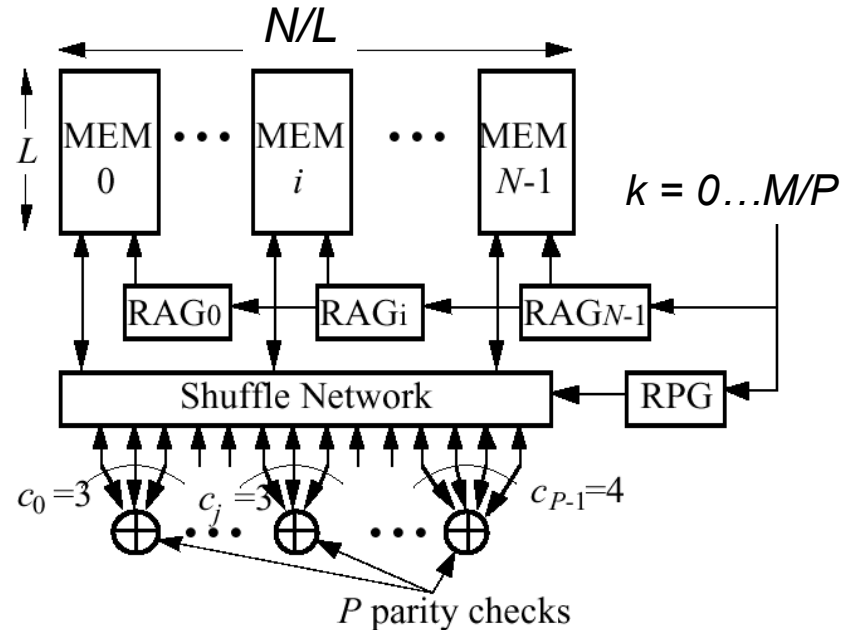 N/L
L
MEM 0 ••• MEM i ••• MEM N-1
k = 0…M/P
RAG0
RAGi
RAGN-1
Shuffle Network
RPG
c0 =3
cj =3
cP-1=4
••• •••
P parity checks